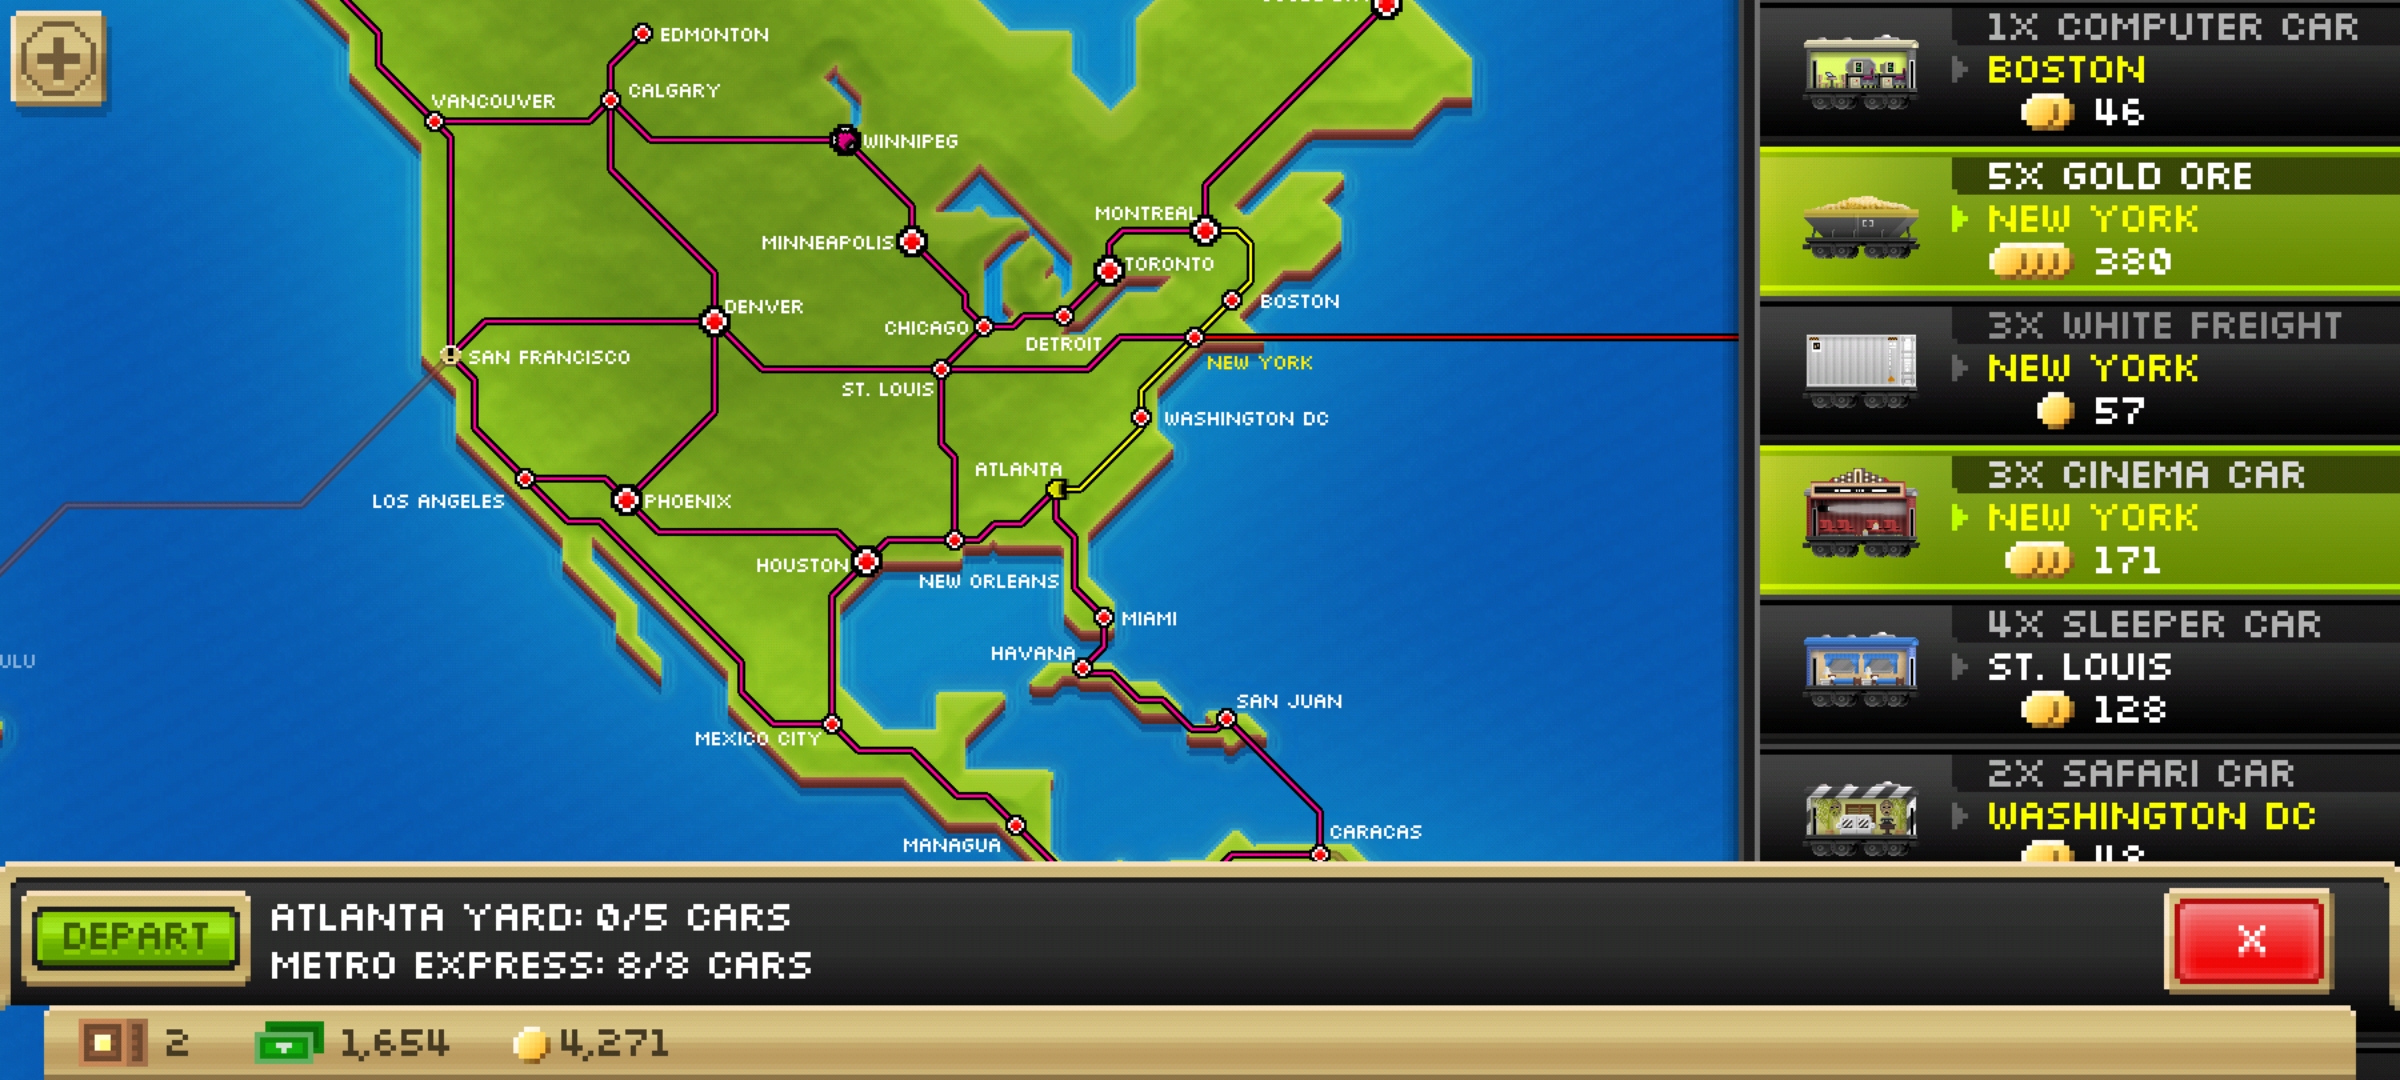 EDMONTON
VANCOUVER
CALGARY
WINNIPEG
MONTREAL
MINNEAPOLIS
TORONTO
DENVER
BOSTON
CHICAGO
DETROIT
SAN FRANCISCO
NEW YORK
ST. LOUIS
WASHINGTON DC
ATLANTA
LOS ANGELES
PHOENIX
HOUSTON
NEW ORLEANS
MIAMI
HAVANA
ULU
SAN JUAN
MEXICO CITY
CARACAS
MANAGUA
1X COMPUTER CAR
BOSTON
46
5X GOLD ORE
NEW YORK
380
3X WHITE FREIGHT
NEW YORK
57
3X CINEMA CAR
NEW YORK
171
4X SLEEPER CAR
ST. LOUIS
128
2X SAFARI CAR
WASHINGTON DC
DEPART
ATLANTA YARD: 0/5 CARS
METRO EXPRESS: 8/8 CARS
X
2
1,654
4,271